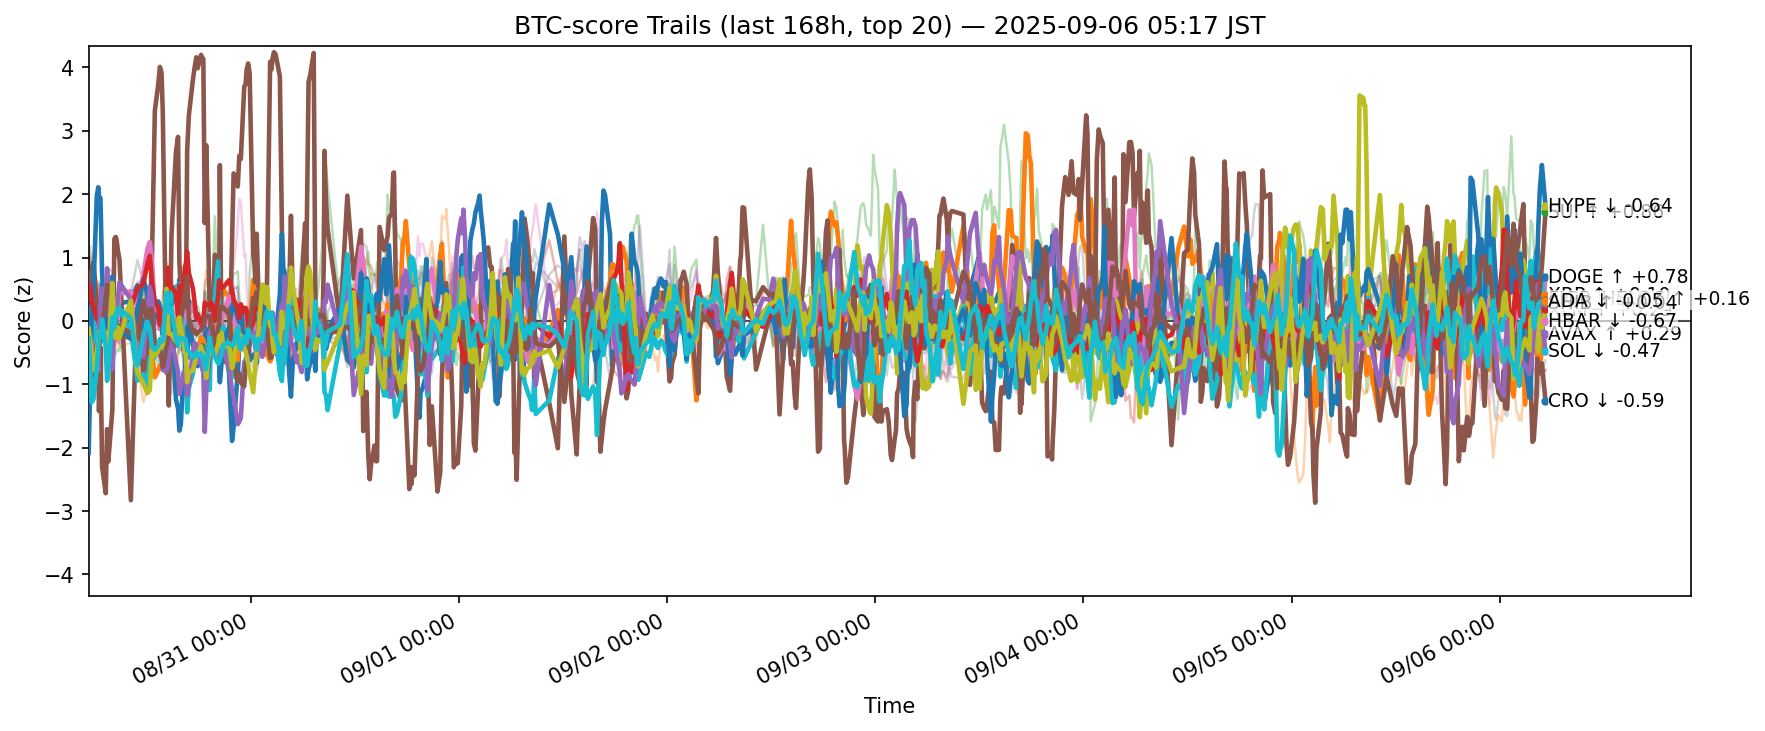 BTC-score Trails (last 168h, top 20) — 2025-09-06 05:17 JST
Score (z)
4
3
2
1
0
−1
−2
−3
−4
HYPE ↓ -0.64
DOGE ↑ +0.78
+0.16
ADA ↓ -0.054
HBAR ↓ -0.67
AVAX ↑ +0.29
SOL ↓ -0.47
CRO ↓ -0.59
08/31 00:00
09/01 00:00
09/02 00:00
09/03 00:00
09/04 00:00
09/05 00:00
09/06 00:00
Time